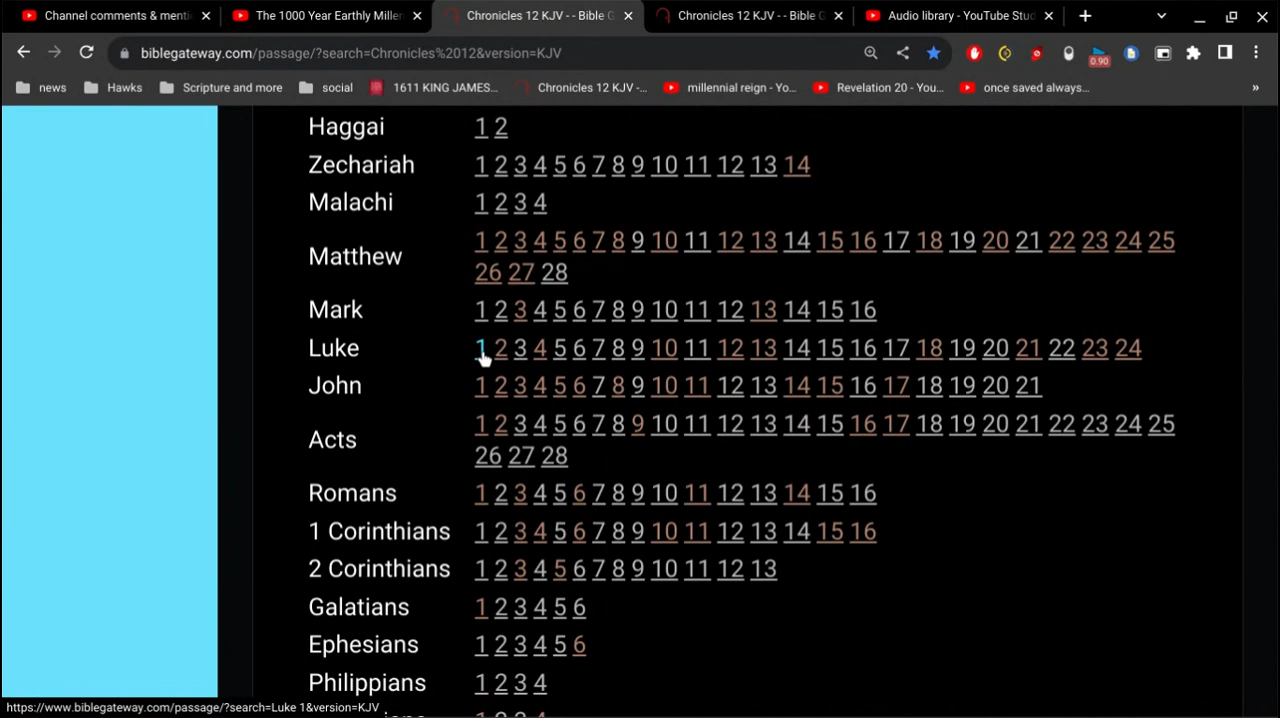 Channel comments & menti
The 1000 Year Earthly Miller
Chronicles 12 KJV - - Bible G
Chronicles 12 KJV - - Bible G
Audio library - YouTube Stud
biblegateway.com/passage/?search=Chronicles%2012&version=KJV
0.90
news
Hawks
Scripture and more
social
1611 KING JAMES...
Chronicles 12 KJV -...
millennial reign - Yo...
Revelation 20 - You...
once saved always...
»
Haggai 1 2
Zechariah 1 2 3 4 5 6 7 8 9 10 11 12 13 14
Malachi 1 2 3 4
Matthew 1 2 3 4 5 6 7 8 9 10 11 12 13 14 15 16 17 18 19 20 21 22 23 24 25
26 27 28
Mark 1 2 3 4 5 6 7 8 9 10 11 12 13 14 15 16
Luke 1 2 3 4 5 6 7 8 9 10 11 12 13 14 15 16 17 18 19 20 21 22 23 24
John 1 2 3 4 5 6 7 8 9 10 11 12 13 14 15 16 17 18 19 20 21
Acts 1 2 3 4 5 6 7 8 9 10 11 12 13 14 15 16 17 18 19 20 21 22 23 24 25
26 27 28
Romans 1 2 3 4 5 6 7 8 9 10 11 12 13 14 15 16
1 Corinthians 1 2 3 4 5 6 7 8 9 10 11 12 13 14 15 16
2 Corinthians 1 2 3 4 5 6 7 8 9 10 11 12 13
Galatians 1 2 3 4 5 6
Ephesians 1 2 3 4 5 6
Philippians 1 2 3 4
https://www.biblegateway.com/passage/?search=Luke 1&version=KJV